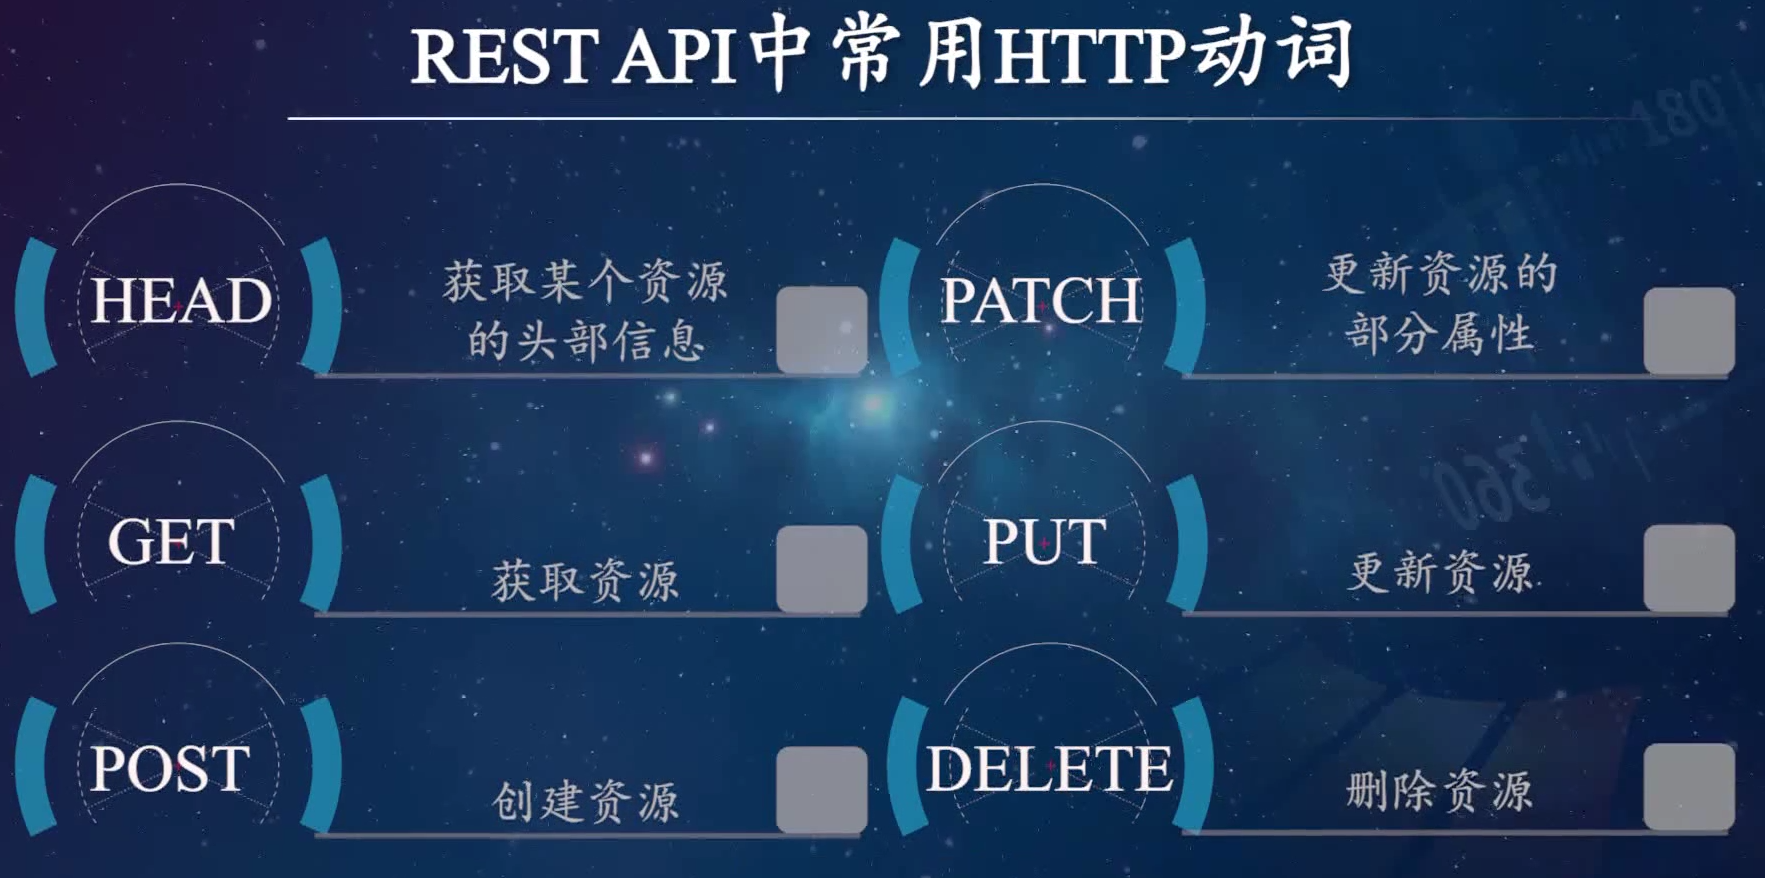 REST API中常用HTTP动词
HEAD
获取某个资源
的头部信息
PATCH
更新资源的
部分属性
GET
获取资源
PUT
更新资源
POST
创建资源
DELETE
删除资源
180
360